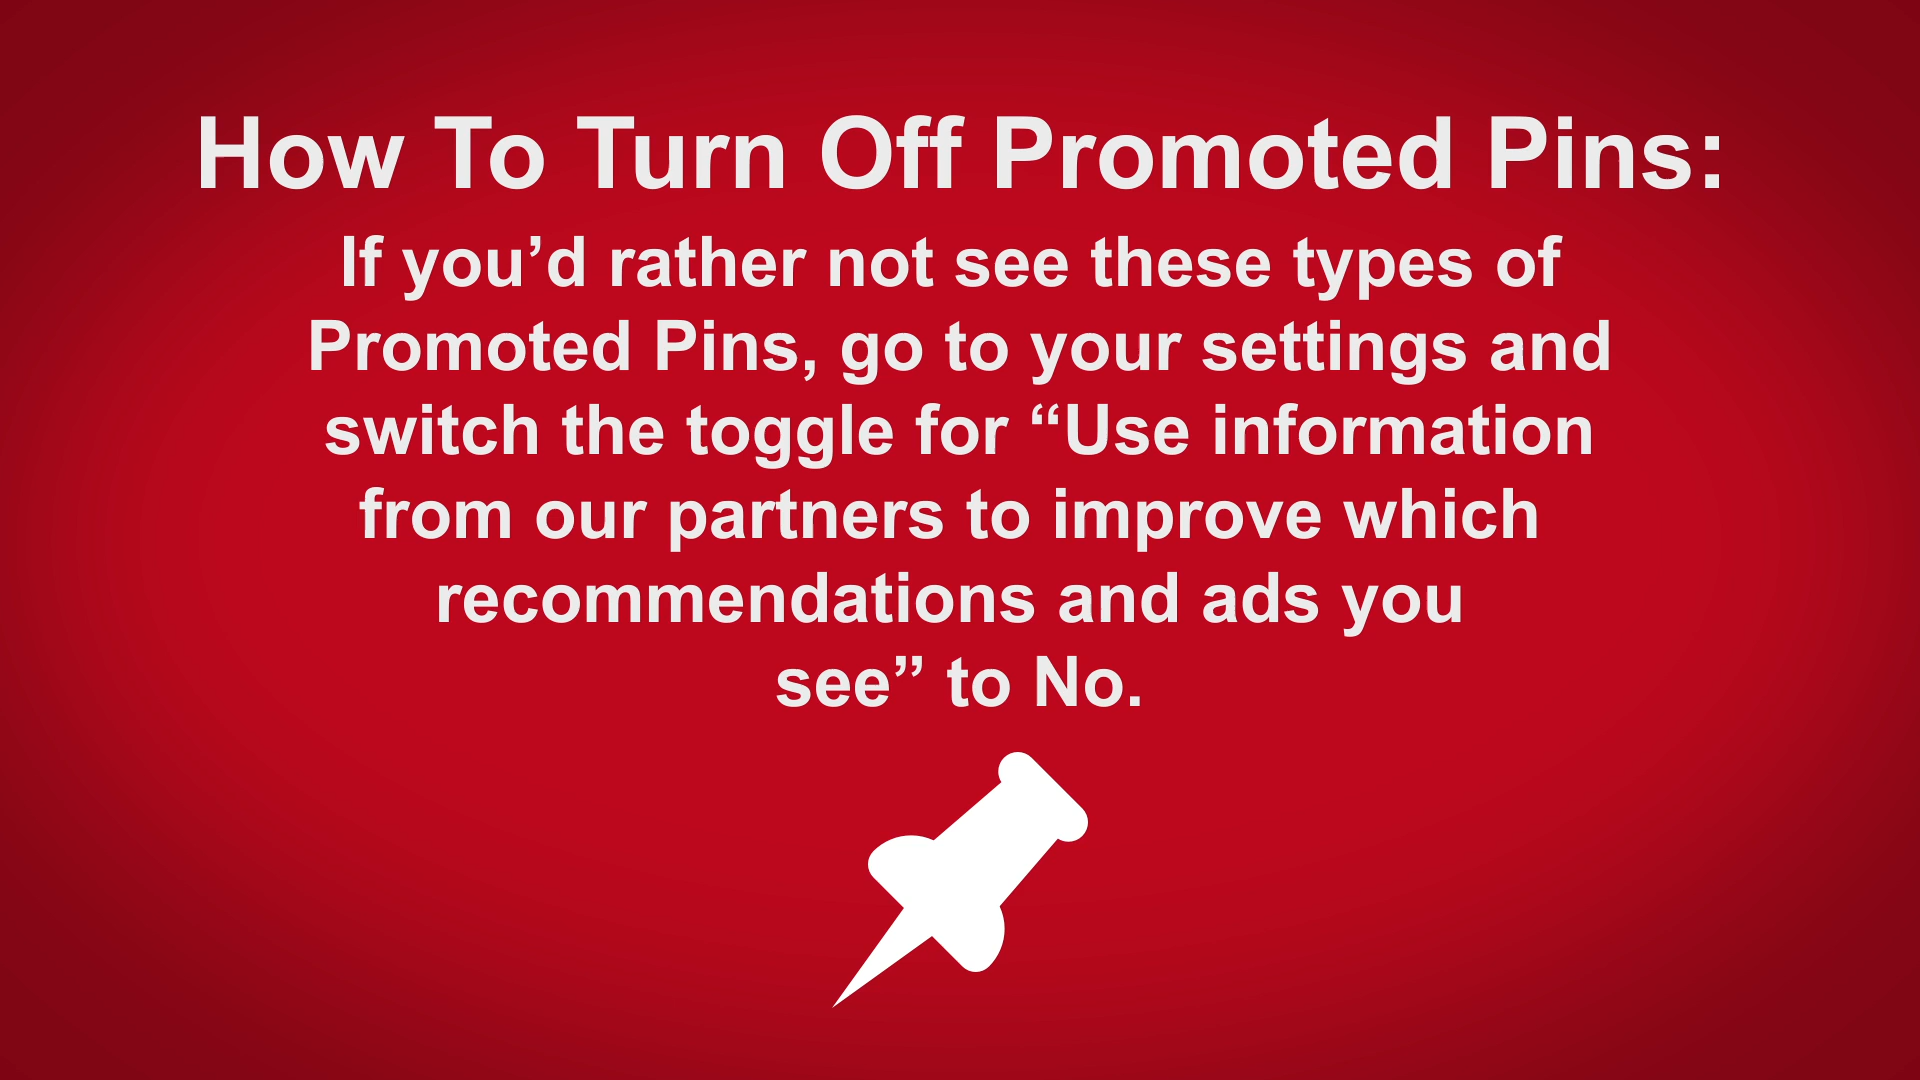 How To Turn Off Promoted Pins:
If you’d rather not see these types of
Promoted Pins, go to your settings and
switch the toggle for “Use information
from our partners to improve which
recommendations and ads you
see” to No.